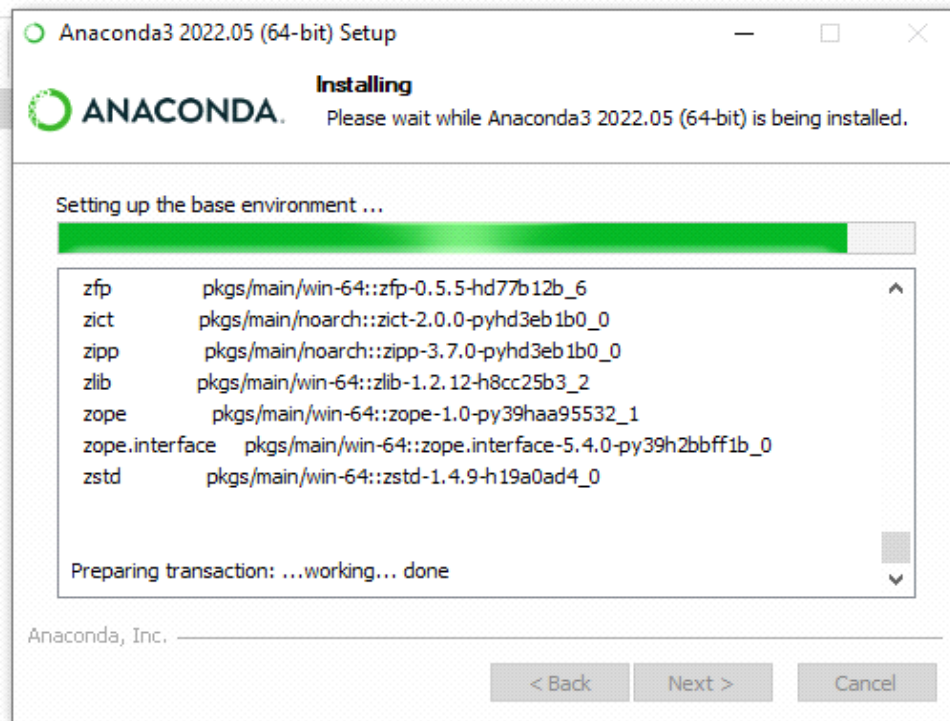 Anaconda3 2022.05 (64-bit) Setup
Installing
ANACONDA.
Please wait while Anaconda3 2022.05 (64-bit) is being installed.
Setting up the base environment ...
zfp pkgs/main/win-64::zfp-0.5.5-hd77b12b_6
zict pkgs/main/noarch::zict-2.0.0-pyhd3eb1b0_0
zipp pkgs/main/noarch::zipp-3.7.0-pyhd3eb1b0_0
zlib pkgs/main/win-64::zlib-1.2.12-h8cc25b3_2
zope pkgs/main/win-64::zope-1.0-py39haa95532_1
zope.interface pkgs/main/win-64::zope.interface-5.4.0-py39h2bbff1b_0
zstd pkgs/main/win-64::zstd-1.4.9-h19a0ad4_0
Preparing transaction: ...working... done
Anaconda, Inc.
< Back Next > Cancel